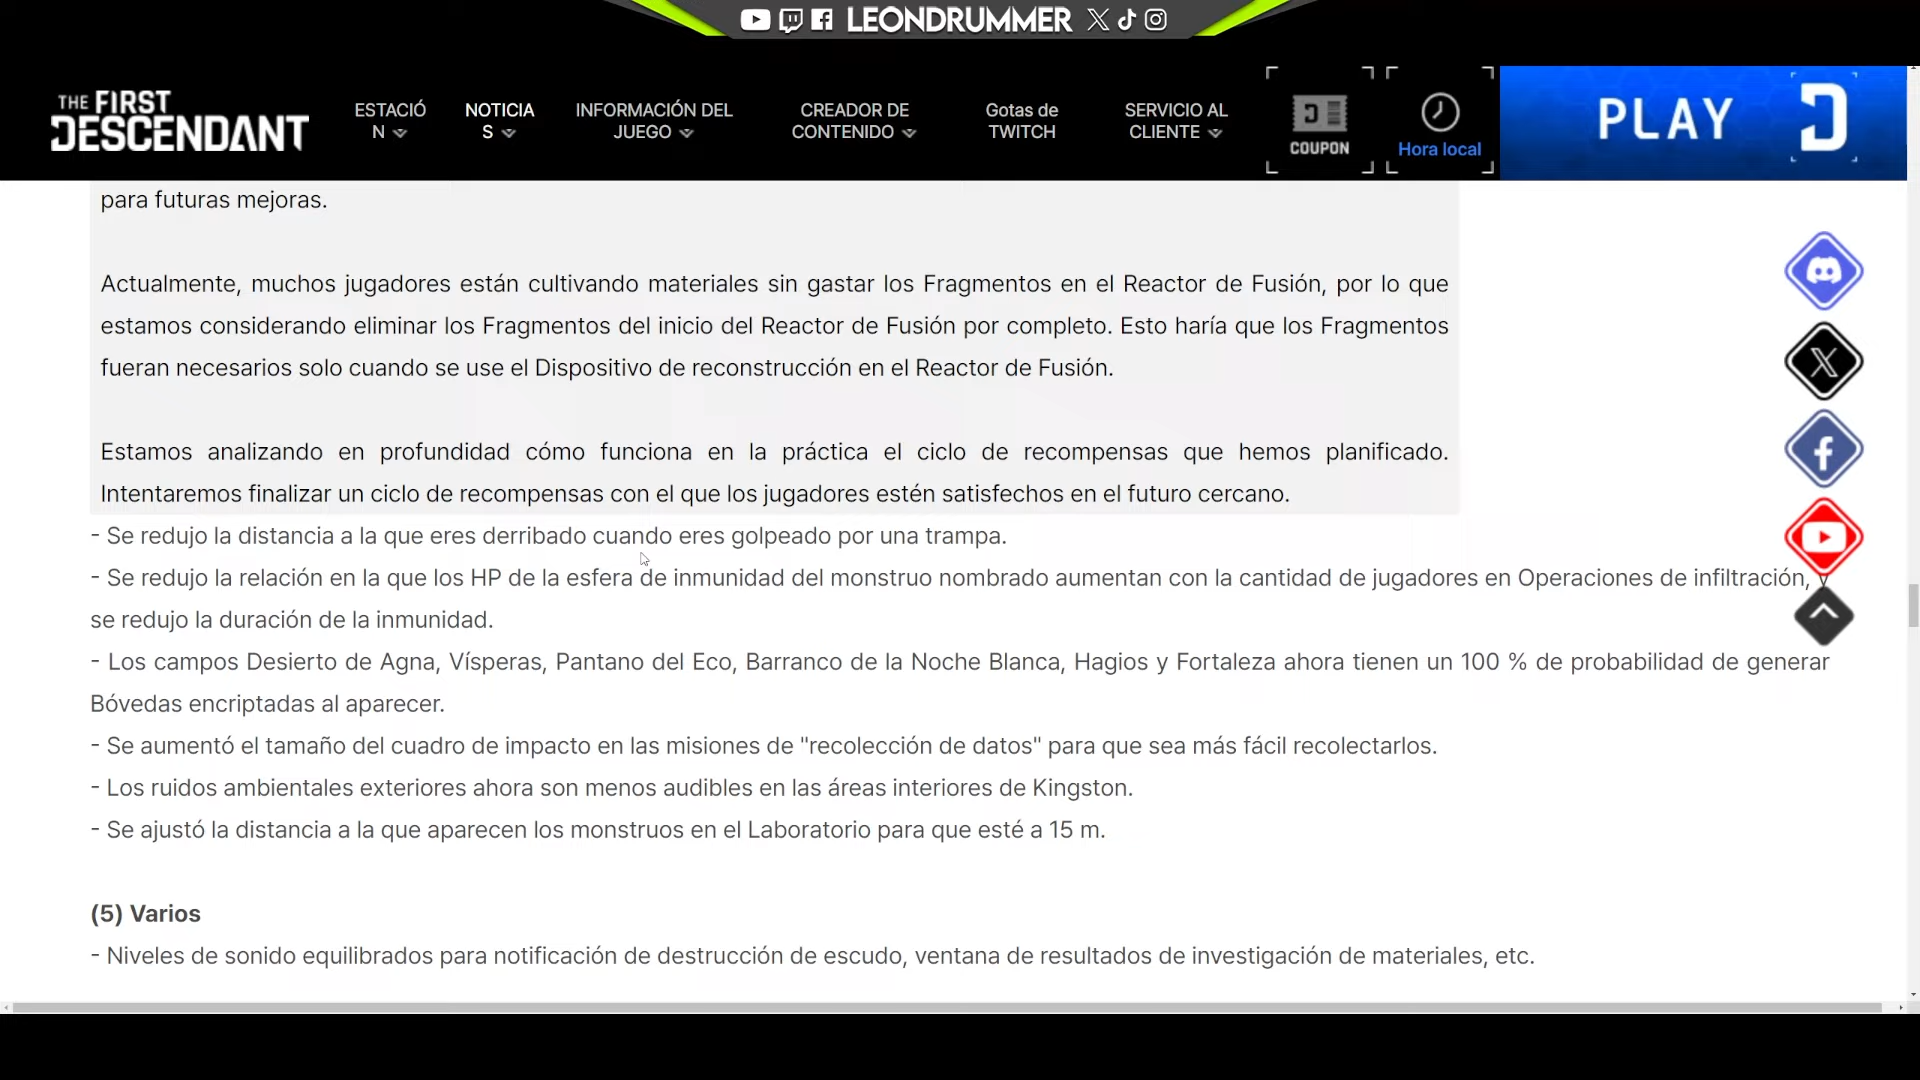 LEONDRUMMER
THE FIRST
DESCENDANT
ESTACIÓ
N
NOTICIA
S
INFORMACIÓN DEL
JUEGO
CREADOR DE
CONTENIDO
Gotas de
TWITCH
SERVICIO AL
CLIENTE
COUPON
Hora local
PLAY
para futuras mejoras.
Actualmente, muchos jugadores están cultivando materiales sin gastar los Fragmentos en el Reactor de Fusión, por lo que
estamos considerando eliminar los Fragmentos del inicio del Reactor de Fusión por completo. Esto haría que los Fragmentos
fueran necesarios solo cuando se use el Dispositivo de reconstrucción en el Reactor de Fusión.
Estamos analizando en profundidad cómo funciona en la práctica el ciclo de recompensas que hemos planificado.
Intentaremos finalizar un ciclo de recompensas con el que los jugadores estén satisfechos en el futuro cercano.
- Se redujo la distancia a la que eres derribado cuando eres golpeado por una trampa.
- Se redujo la relación en la que los HP de la esfera de inmunidad del monstruo nombrado aumentan con la cantidad de jugadores en Operaciones de infiltración, y
se redujo la duración de la inmunidad.
- Los campos Desierto de Agna, Vísperas, Pantano del Eco, Barranco de la Noche Blanca, Hagios y Fortaleza ahora tienen un 100 % de probabilidad de generar
Bóvedas encriptadas al aparecer.
- Se aumentó el tamaño del cuadro de impacto en las misiones de "recolección de datos" para que sea más fácil recolectarlos.
- Los ruidos ambientales exteriores ahora son menos audibles en las áreas interiores de Kingston.
- Se ajustó la distancia a la que aparecen los monstruos en el Laboratorio para que esté a 15 m.
(5) Varios
- Niveles de sonido equilibrados para notificación de destrucción de escudo, ventana de resultados de investigación de materiales, etc.